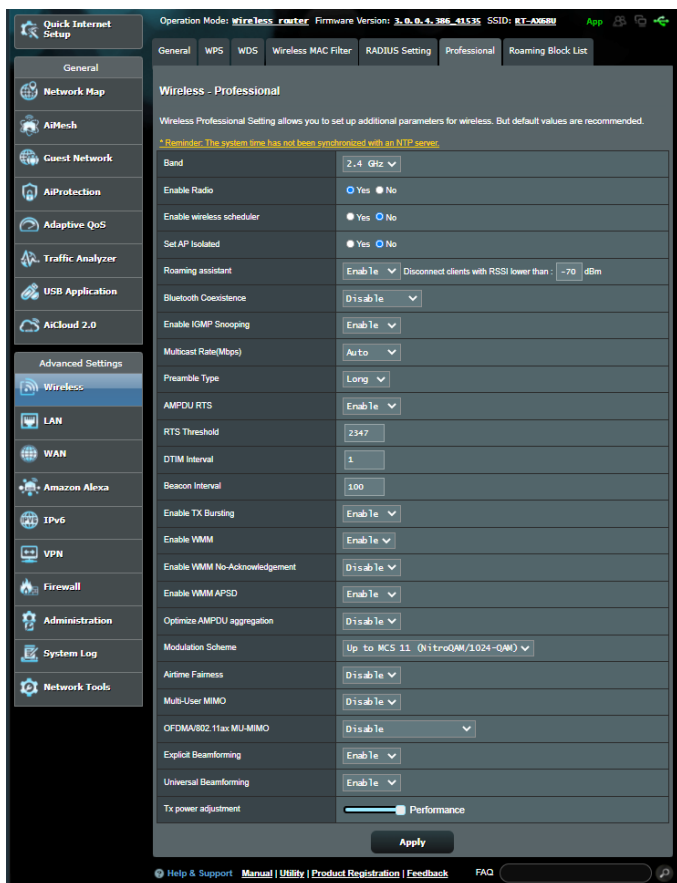 Quick Internet
Setup
Operation Mode: Wireless router Firmware Version: 3.0.0.4.386_41535 SSID: RT-AX68U App
General WPS WDS Wireless MAC Filter RADIUS Setting Professional Roaming Block List
General
Network Map
AiMesh
Guest Network
AiProtection
Adaptive QoS
Traffic Analyzer
USB Application
AiCloud 2.0
Advanced Settings
Wireless
LAN
WAN
Amazon Alexa
IPv6
VPN
Firewall
Administration
System Log
Network Tools
Wireless - Professional
Wireless Professional Setting allows you to set up additional parameters for wireless. But default values are recommended.
* Reminder: The system time has not been synchronized with an NTP server.
Band 2.4 GHz
Enable Radio Yes No
Enable wireless scheduler Yes No
Set AP Isolated Yes No
Roaming assistant Enable Disconnect clients with RSSI lower than : -70 dBm
Bluetooth Coexistence Disable
Enable IGMP Snooping Enable
Multicast Rate(Mbps) Auto
Preamble Type Long
AMPDU RTS Enable
RTS Threshold 2347
DTIM Interval 1
Beacon Interval 100
Enable TX Bursting Enable
Enable WMM Enable
Enable WMM No-Acknowledgement Disable
Enable WMM APSD Enable
Optimize AMPDU aggregation Disable
Modulation Scheme Up to MCS 11 (NitroQAM/1024-QAM)
Airtime Fairness Disable
Multi-User MIMO Disable
OFDMA/802.11ax MU-MIMO Disable
Explicit Beamforming Enable
Universal Beamforming Enable
Tx power adjustment Performance
Apply
Help & Support Manual | Utility | Product Registration | Feedback FAQ